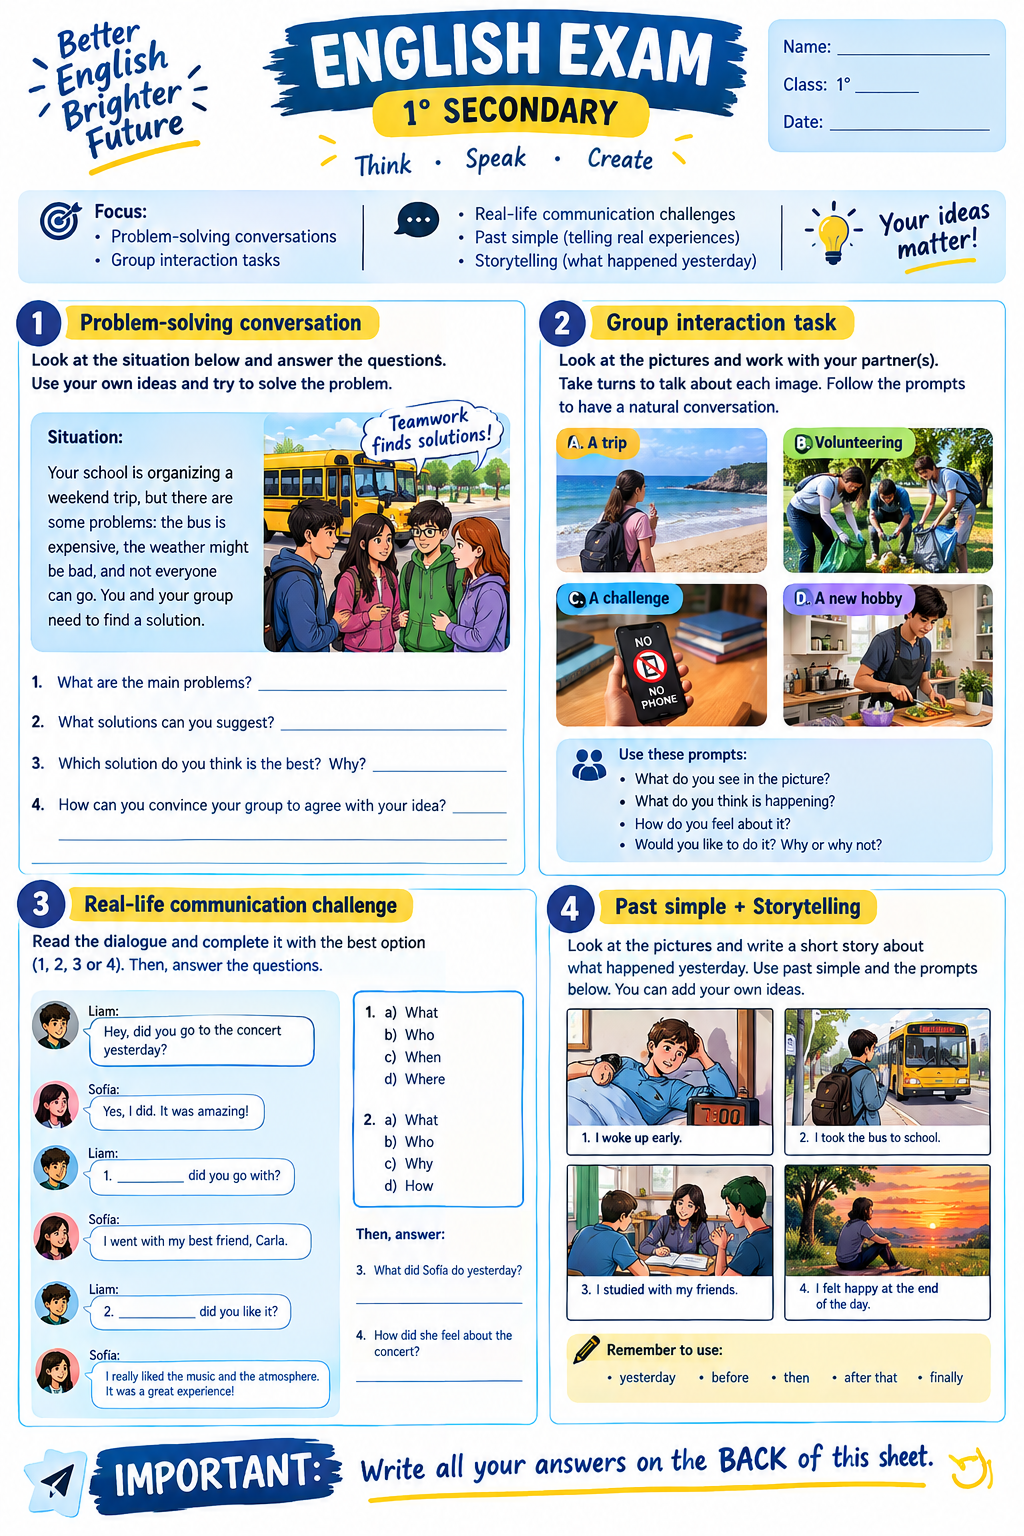 Better
English
Brighter
Future
ENGLISH EXAM
1° SECONDARY
Think • Speak • Create
Name: ____________________
Class: 1° ________
Date: ____________________
Focus:
• Problem-solving conversations
• Group interaction tasks
• Real-life communication challenges
• Past simple (telling real experiences)
• Storytelling (what happened yesterday)
Your ideas
matter!
1 Problem-solving conversation
Look at the situation below and answer the questions.
Use your own ideas and try to solve the problem.
Situation:
Your school is organizing a
weekend trip, but there are
some problems: the bus is
expensive, the weather might
be bad, and not everyone
can go. You and your group
need to find a solution.
Teamwork
finds solutions!
1. What are the main problems? ____________________
2. What solutions can you suggest? ____________________
3. Which solution do you think is the best? Why? ____________________
4. How can you convince your group to agree with your idea? ________
2 Group interaction task
Look at the pictures and work with your partner(s).
Take turns to talk about each image. Follow the prompts
to have a natural conversation.
A. A trip
B. Volunteering
C. A challenge
NO
NO
PHONE
D. A new hobby
Use these prompts:
• What do you see in the picture?
• What do you think is happening?
• How do you feel about it?
• Would you like to do it? Why or why not?
3 Real-life communication challenge
Read the dialogue and complete it with the best option
(1, 2, 3 or 4). Then, answer the questions.
Liam:
Hey, did you go to the concert
yesterday?
Sofía:
Yes, I did. It was amazing!
Liam:
1. _________ did you go with?
Sofía:
I went with my best friend, Carla.
Liam:
2. __________ did you like it?
Sofía:
I really liked the music and the atmosphere.
It was a great experience!
1. a) What
b) Who
c) When
d) Where
2. a) What
b) Who
c) Why
d) How
Then, answer:
3. What did Sofía do yesterday?
4. How did she feel about the
concert?
4 Past simple + Storytelling
Look at the pictures and write a short story about
what happened yesterday. Use past simple and the prompts
below. You can add your own ideas.
7:00
1. I woke up early.
2. I took the bus to school.
3. I studied with my friends.
4. I felt happy at the end
of the day.
Remember to use:
• yesterday • before • then • after that • finally
IMPORTANT: Write all your answers on the BACK of this sheet.